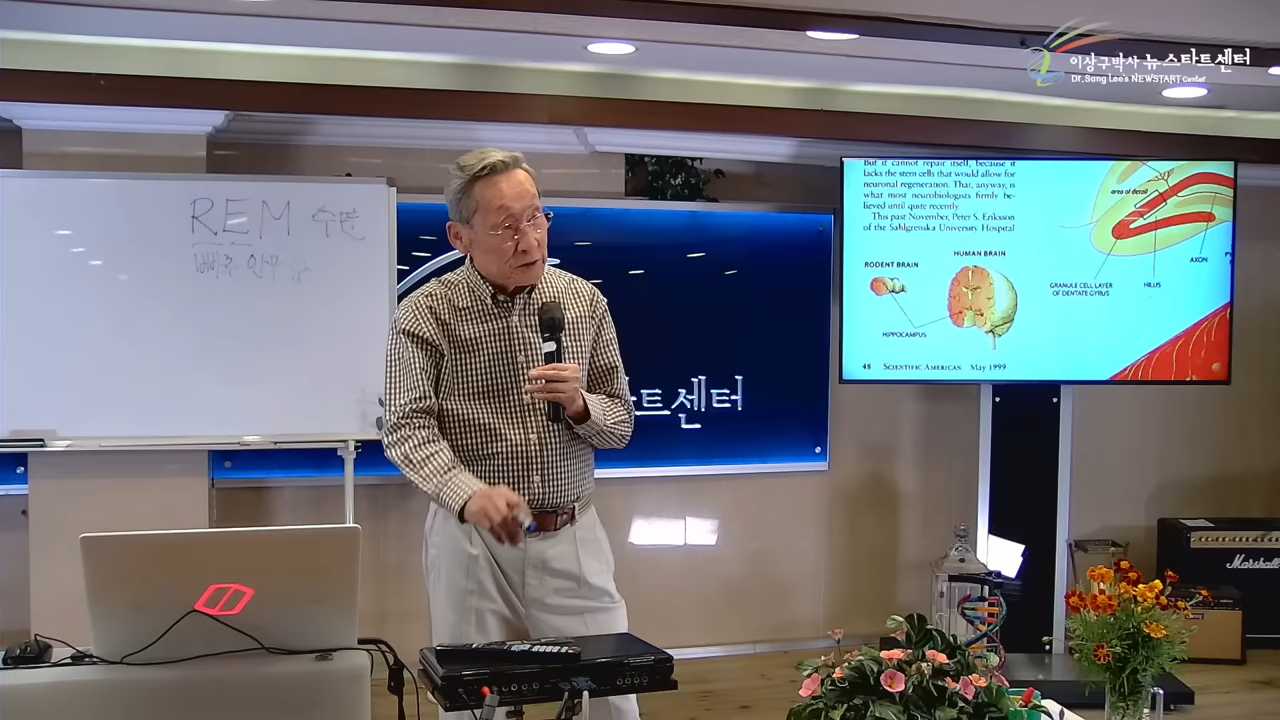 이상구박사 뉴스타트센터
Dr. Sang Lee's NEWSTART Center
REM 수면
But it cannot repair itself, because it
lacks the stem cells that would allow for
neuronal regeneration. That, anyway, is
what most neurobiologists firmly be-
lieved until quite recently.
This past November, Peter S. Eriksson
of the Sahlgrenska University Hospital
RODENT BRAIN
HUMAN BRAIN
HIPPOCAMPUS
48 SCIENTIFIC AMERICAN May 1999
area of detail
AXON
GRANULE CELL LAYER
OF DENTATE GYRUS
HILUS
트센터
Marshall